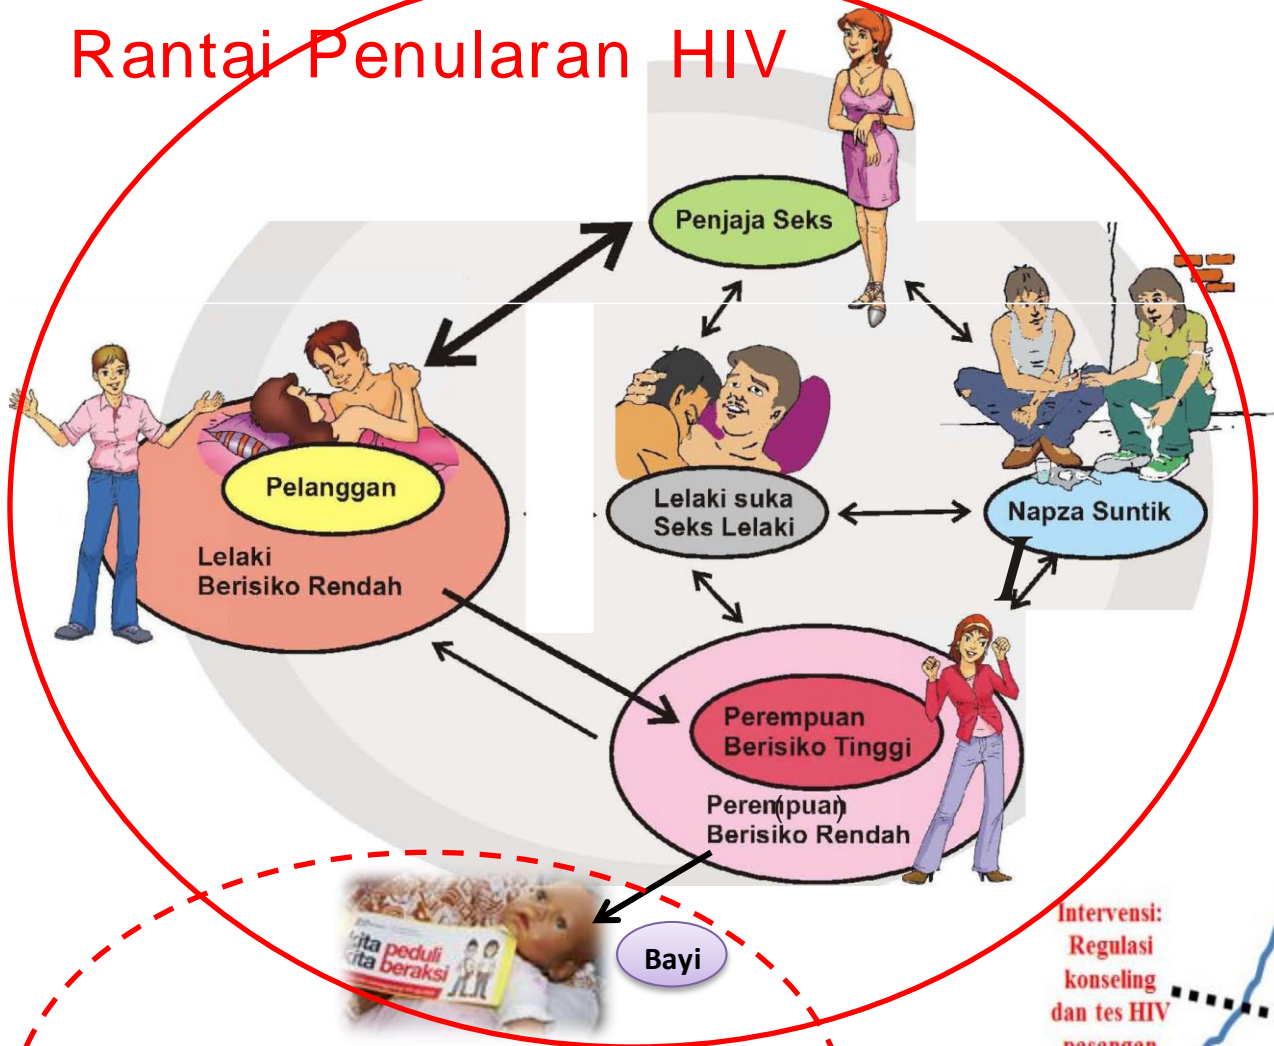 Rantai Penularan HIV
Penjaja Seks
Pelanggan
Lelaki
Berisiko Rendah
Lelaki suka
Seks Lelaki
Napza Suntik
I
Perempuan
Berisiko Tinggi
Perempuan
( )
Berisiko Rendah
kita peduli
kita beraksi
Bayi
Intervensi:
Regulasi
konseling
dan tes HIV
pasangan